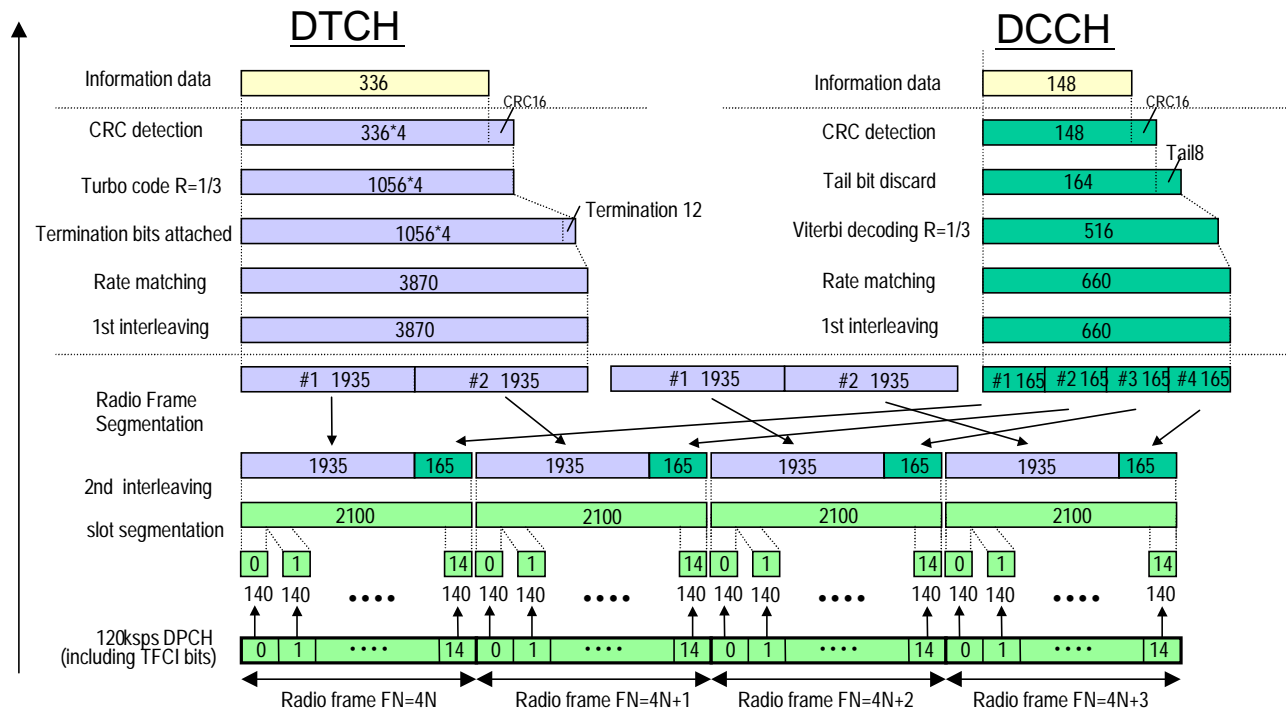 DTCH
DCCH
Information data
336
CRC16
Information data
148
CRC16
CRC detection
336*4
CRC detection
148
Tail8
Turbo code R=1/3
1056*4
Tail bit discard
164
Termination 12
Termination bits attached
1056*4
Viterbi decoding R=1/3
516
Rate matching
3870
Rate matching
660
1st interleaving
3870
1st interleaving
660
#1 1935
#2 1935
#1 1935
#2 1935
#1 165
#2 165
#3 165
#4 165
Radio Frame
Segmentation
1935
165
1935
165
1935
165
1935
165
2nd interleaving
2100
2100
2100
2100
slot segmentation
0
1
14
0
1
14
0
1
14
0
1
14
140
140
••••
140
140
140
••••
140
140
140
••••
140
140
140
••••
140
120ksps DPCH
(including TFCI bits)
0
1
••••
14
0
1
••••
14
0
1
••••
14
0
1
••••
14
Radio frame FN=4N
Radio frame FN=4N+1
Radio frame FN=4N+2
Radio frame FN=4N+3